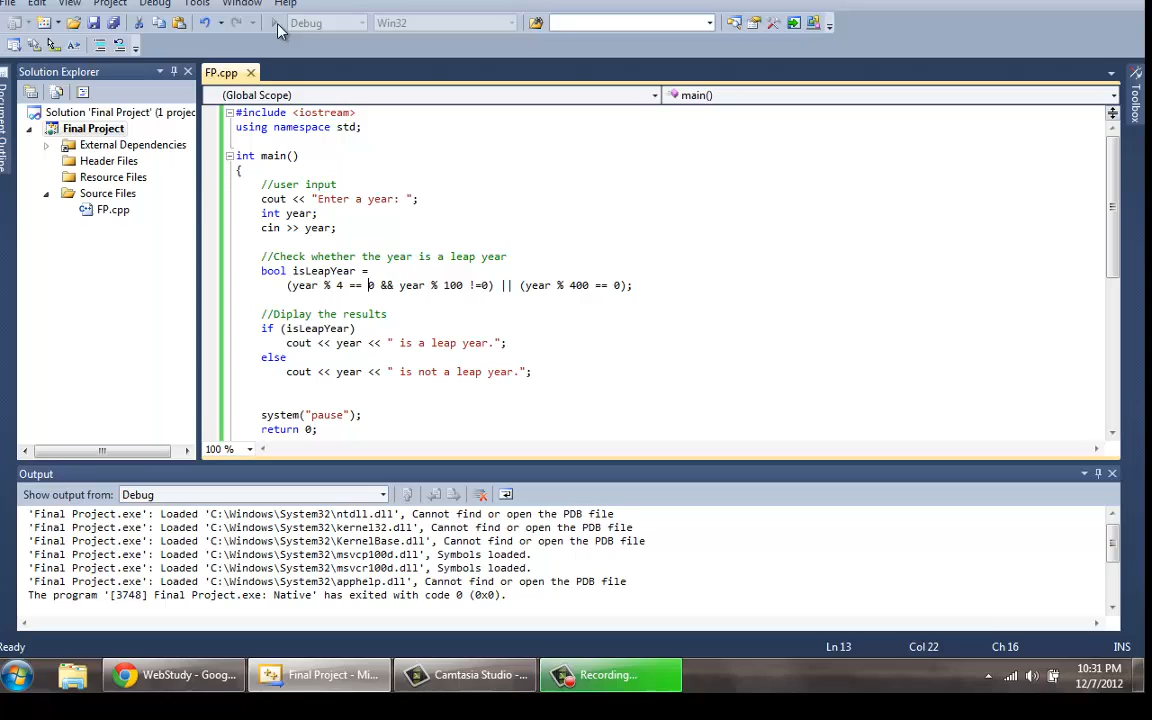 File Edit View Project Debug Tools Window Help
Debug Win32
Solution Explorer
FP.cpp
(Global Scope) main()
Toolbox
Document Outline
Solution 'Final Project' (1 projec
Final Project
External Dependencies
Header Files
Resource Files
Source Files
FP.cpp
#include <iostream>
using namespace std;
int main()
{
//user input
cout << "Enter a year: ";
int year;
cin >> year;
//Check whether the year is a leap year
bool isLeapYear =
(year % 4 == 0 && year % 100 !=0) || (year % 400 == 0);
//Diplay the results
if (isLeapYear)
cout << year << " is a leap year.";
else
cout << year << " is not a leap year.";
system("pause");
return 0;
100 %
Output
Show output from: Debug
'Final Project.exe': Loaded 'C:\Windows\System32\ntdll.dll', Cannot find or open the PDB file
'Final Project.exe': Loaded 'C:\Windows\System32\kernel32.dll', Cannot find or open the PDB file
'Final Project.exe': Loaded 'C:\Windows\System32\KernelBase.dll', Cannot find or open the PDB file
'Final Project.exe': Loaded 'C:\Windows\System32\msvcp100d.dll', Symbols loaded.
'Final Project.exe': Loaded 'C:\Windows\System32\msvcr100d.dll', Symbols loaded.
'Final Project.exe': Loaded 'C:\Windows\System32\apphelp.dll', Cannot find or open the PDB file
The program '[3748] Final Project.exe: Native' has exited with code 0 (0x0).
Ready Ln 13 Col 22 Ch 16 INS
WebStudy - Goog... Final Project - Mi... Camtasia Studio -... Recording...
10:31 PM
12/7/2012